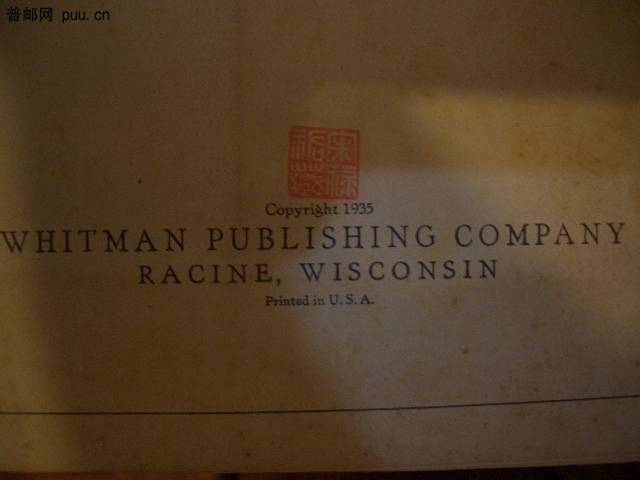 普邮网 puu.cn
Copyright 1935
WHITMAN PUBLISHING COMPANY
RACINE, WISCONSIN
Printed in U. S. A.